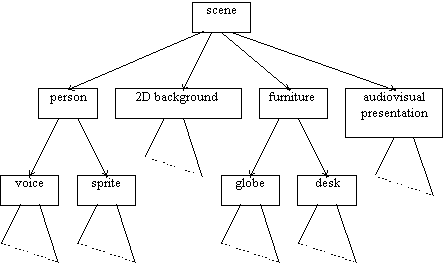 scene
person
2D background
furniture
audiovisual
presentation
voice
sprite
globe
desk